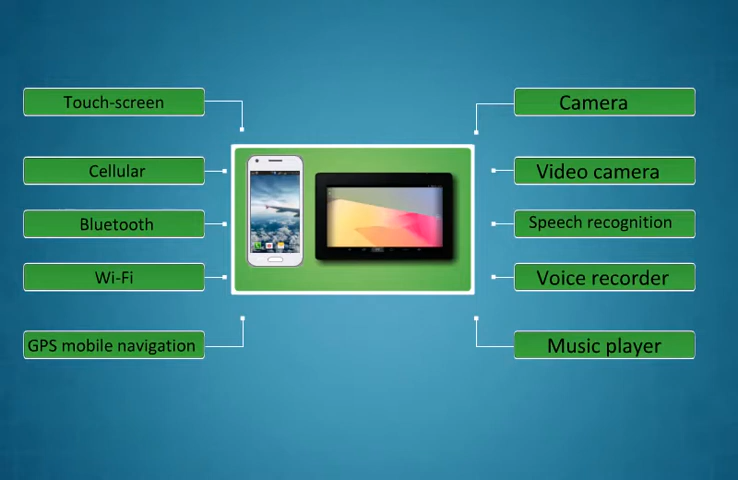 Touch-screen
Cellular
Bluetooth
Wi-Fi
GPS mobile navigation
Camera
Video camera
Speech recognition
Voice recorder
Music player